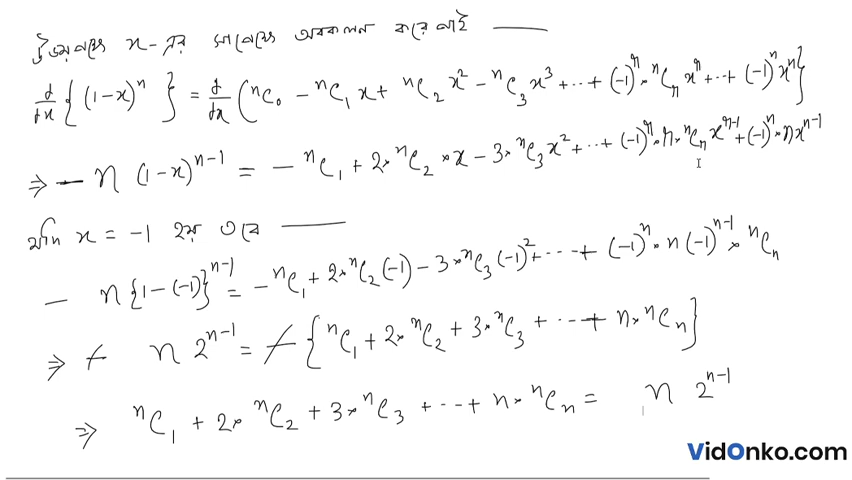 উভয়পক্ষে x-এর সাপেক্ষে অবকলন করে পাই ——
d/dx {(1-x)^n} = d/dx (ⁿC₀ - ⁿC₁x + ⁿC₂x² - ⁿC₃x³ + ... + (-1)^r · ⁿC_r x^r + ... + (-1)^n x^n}
⇒ - n (1-x)^{n-1} = - ⁿC₁ + 2·ⁿC₂·x - 3·ⁿC₃x² + ... + (-1)^r · r·ⁿC_r x^{r-1} + (-1)^n · nx^{n-1}
যদি x = -1 হয় তবে ——
- n{1-(-1)}^{n-1} = -ⁿC₁ + 2·ⁿC₂(-1) - 3·ⁿC₃(-1)² + ... + (-1)^n · n(-1)^{n-1} · ⁿC_n
⇒ - n 2^{n-1} = -{ⁿC₁ + 2·ⁿC₂ + 3·ⁿC₃ + ... + n·ⁿC_n}
⇒ ⁿC₁ + 2·ⁿC₂ + 3·ⁿC₃ + ... + n·ⁿC_n = n 2^{n-1}
VidOnko.com